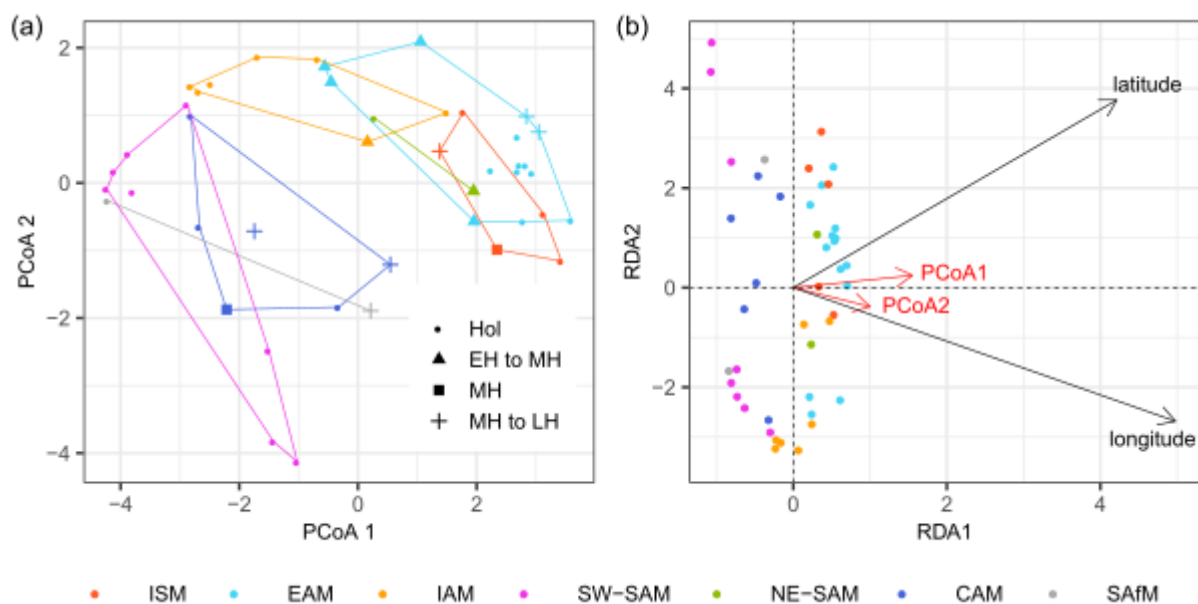 (a)
2
0
−2
−4
PCoA 2
−4
−2
0
2
PCoA 1
Hol
EH to MH
MH
MH to LH
(b)
4
2
0
−2
RDA2
0
2
4
RDA1
latitude
PCoA1
PCoA2
longitude
ISM EAM IAM SW−SAM NE−SAM CAM SAfM